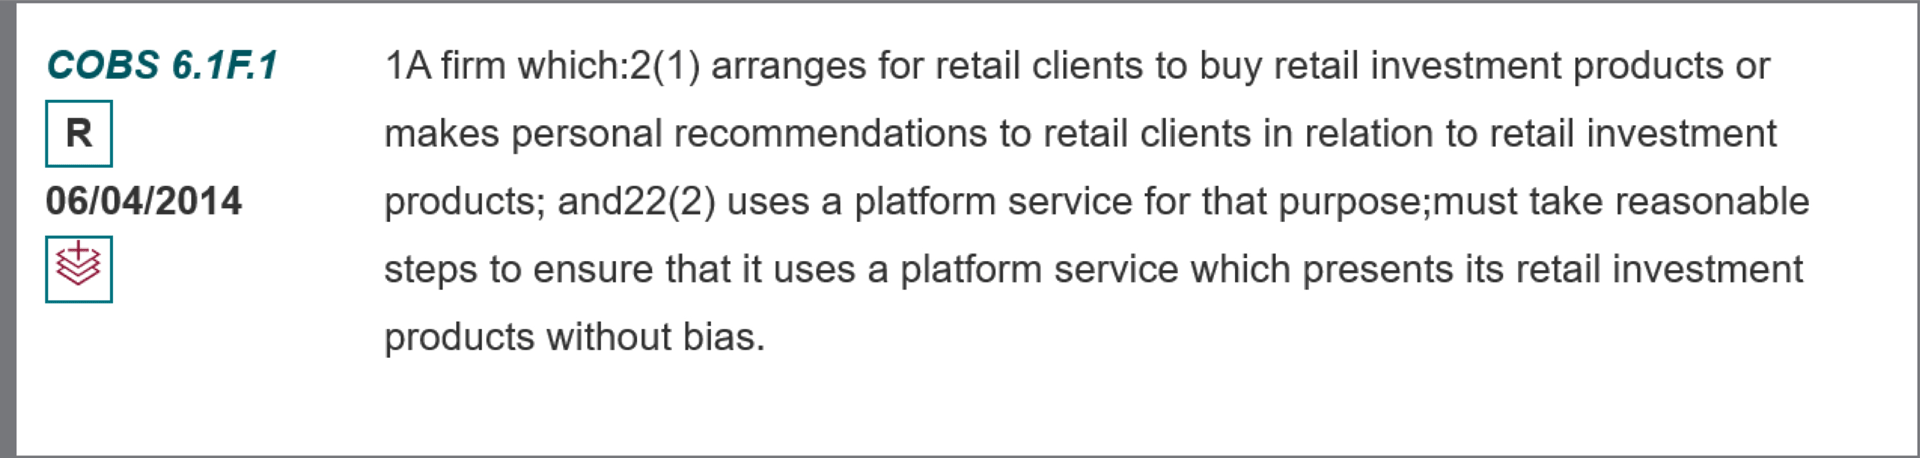 COBS 6.1F.1
R
06/04/2014
1A firm which:2(1) arranges for retail clients to buy retail investment products or
makes personal recommendations to retail clients in relation to retail investment
products; and22(2) uses a platform service for that purpose;must take reasonable
steps to ensure that it uses a platform service which presents its retail investment
products without bias.